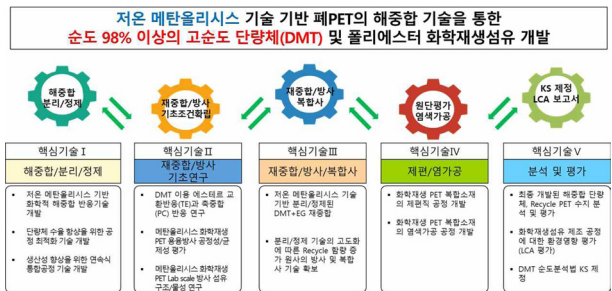 저온 메탄올리시스 기술 기반 폐PET의 해중합 기술을 통한
순도 98% 이상의 고순도 단량체(DMT) 및 폴리에스터 화학재생섬유 개발
해중합
분리/정제
재중합/방사
기초조건확립
재중합/방사
복합사
원단평가
염색가공
KS 제정
LCA 보고서
핵심기술 I
해중합/분리/정제
• 저온 메탄올리시스 기반
화학적 해중합 반응기술
개발
• 단량체 수율 향상을 위한 공
정 최적화 기술 개발
• 생산성 향상을 위한 연속식
통합공정 기술 개발
핵심기술 II
재중합/방사
기초연구
• DMT 이용 에스테르 교
환반응(TE)과 축중합
(PC) 반응 연구
• 메탄올리시스 화학재생
PET 용융방사 공정성/균
제성 평가
• 메탄올리시스 화학재생
PET Lab scale 방사 섬유
구조/물성 연구
핵심기술 III
재중합/방사/복합사
• 저온 메탄올리시스 기술
기반 분리/정제된
DMT+EG 재중합
• 분리/정제 기술의 고도화
에 따른 Recycle 함량 증
가 원사의 방사 및 복합
사 기술 확보
핵심기술 IV
제편/염가공
• 화학재생 PET 복합소재
의 제편직 공정 개발
• 화학재생 PET 복합소재
의 염색가공 공정 개발
핵심기술 V
분석 및 평가
• 최종 개발된 해중합 단량
체, Recycle PET 수지 분
석 및 평가
• 화학재생섬유 제조 공정
에 대한 환경영향 평가
(LCA 평가)
• DMT 순도분석법 KS 제
정